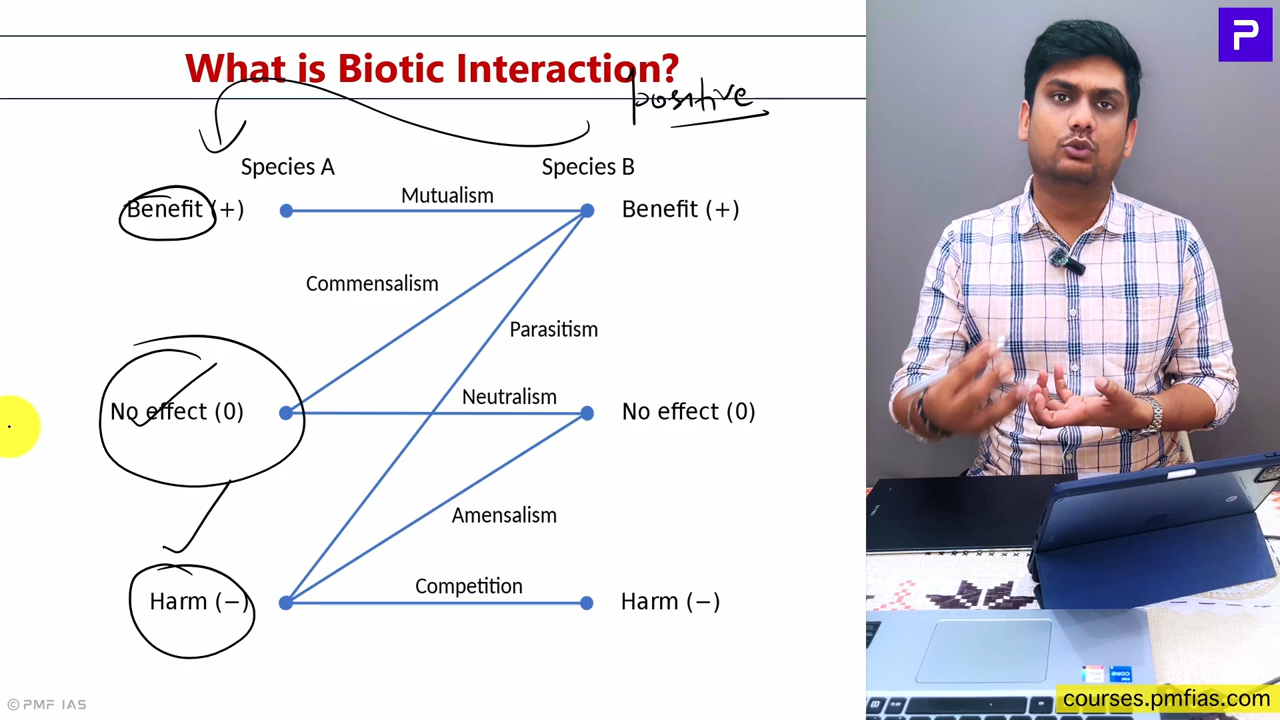 What is Biotic Interaction?
positive
Species A
Species B
Benefit (+)
Mutualism
Benefit (+)
Commensalism
Parasitism
No effect (0)
Neutralism
No effect (0)
Amensalism
Harm (−)
Competition
Harm (−)
© PMF IAS
P
courses.pmfias.com